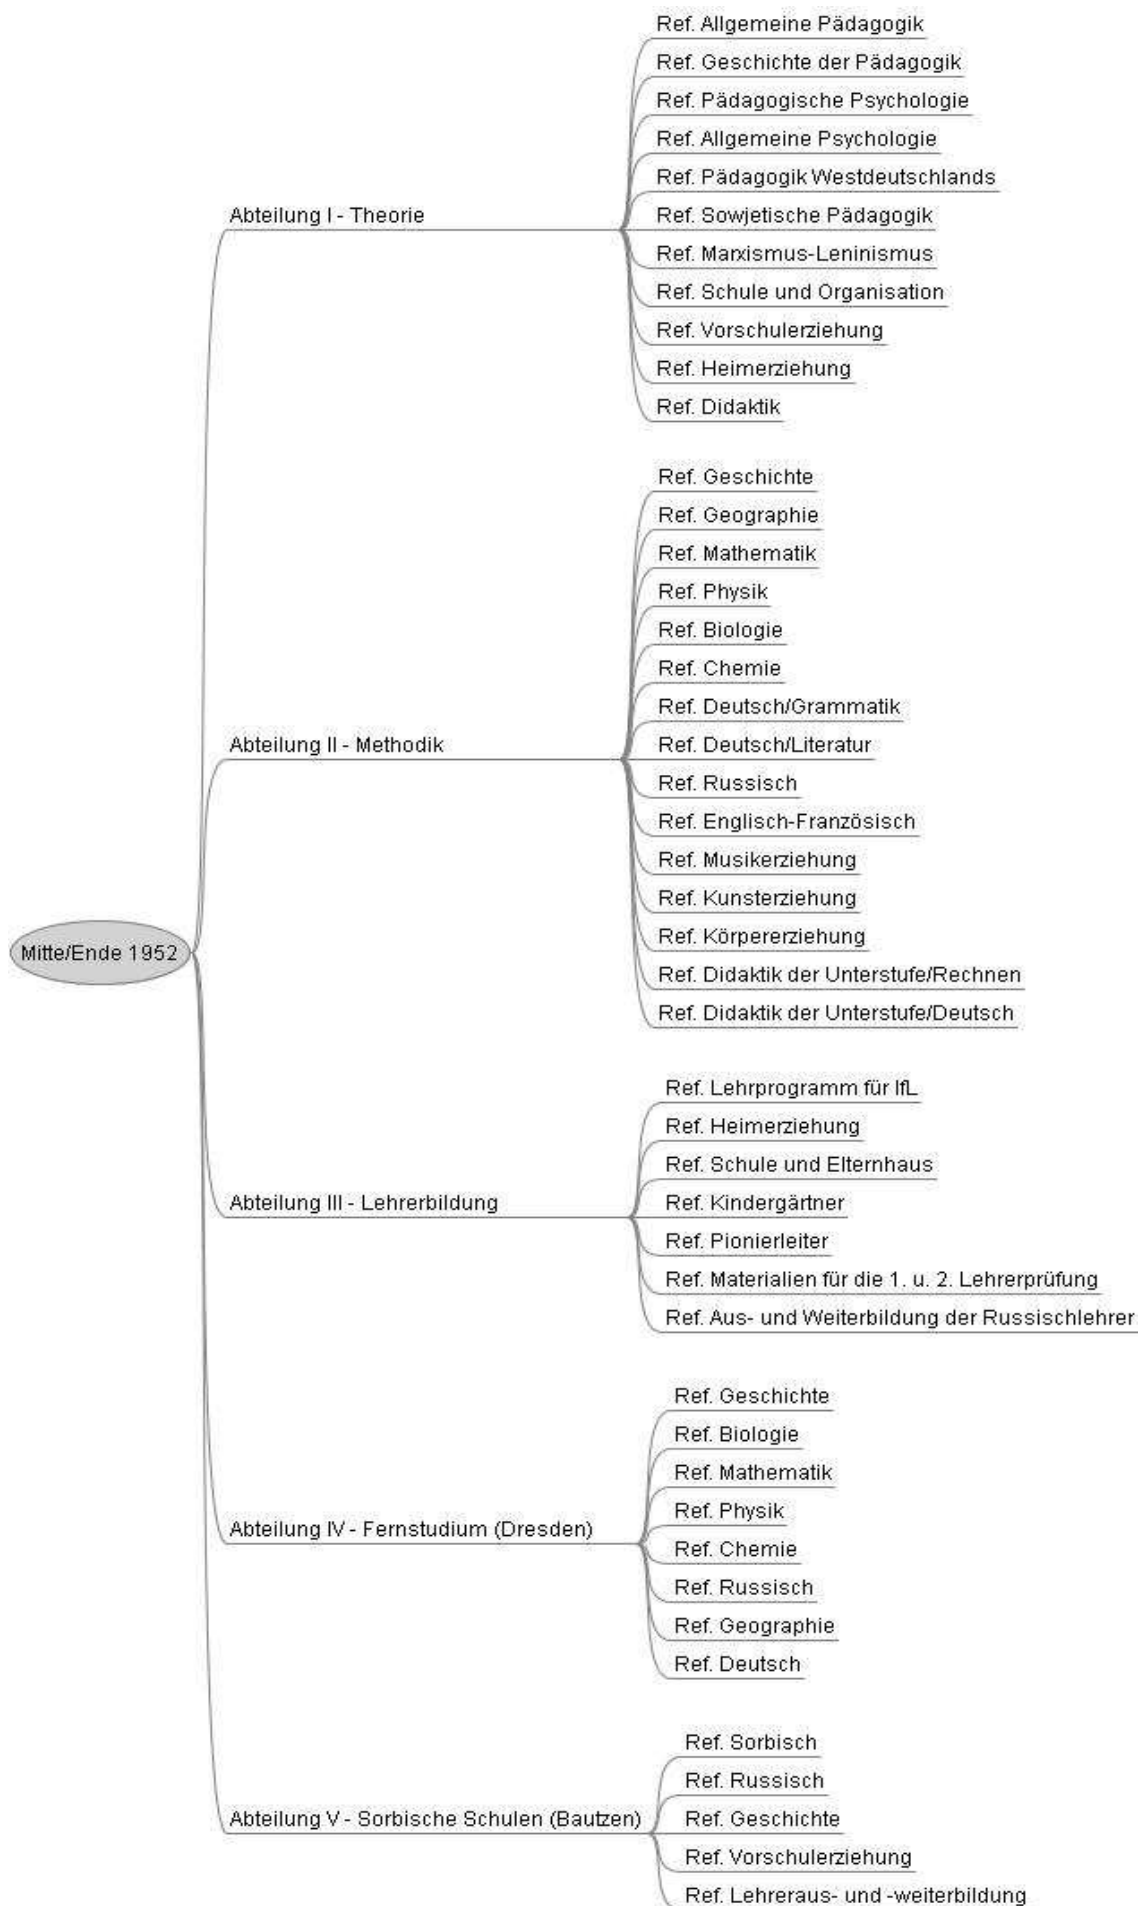 Mitte/Ende 1952
Abteilung I - Theorie
Ref. Allgemeine Pädagogik
Ref. Geschichte der Pädagogik
Ref. Pädagogische Psychologie
Ref. Allgemeine Psychologie
Ref. Pädagogik Westdeutschlands
Ref. Sowjetische Pädagogik
Ref. Marxismus-Leninismus
Ref. Schule und Organisation
Ref. Vorschulerziehung
Ref. Heimerziehung
Ref. Didaktik
Abteilung II - Methodik
Ref. Geschichte
Ref. Geographie
Ref. Mathematik
Ref. Physik
Ref. Biologie
Ref. Chemie
Ref. Deutsch/Grammatik
Ref. Deutsch/Literatur
Ref. Russisch
Ref. Englisch-Französisch
Ref. Musikerziehung
Ref. Kunsterziehung
Ref. Körpererziehung
Ref. Didaktik der Unterstufe/Rechnen
Ref. Didaktik der Unterstufe/Deutsch
Abteilung III - Lehrerbildung
Ref. Lehrprogramm für IfL
Ref. Heimerziehung
Ref. Schule und Elternhaus
Ref. Kindergärtner
Ref. Pionierleiter
Ref. Materialien für die 1. u. 2. Lehrerprüfung
Ref. Aus- und Weiterbildung der Russischlehrer
Abteilung IV - Fernstudium (Dresden)
Ref. Geschichte
Ref. Biologie
Ref. Mathematik
Ref. Physik
Ref. Chemie
Ref. Russisch
Ref. Geographie
Ref. Deutsch
Abteilung V - Sorbische Schulen (Bautzen)
Ref. Sorbisch
Ref. Russisch
Ref. Geschichte
Ref. Vorschulerziehung
Ref. Lehreraus- und -weiterbildung